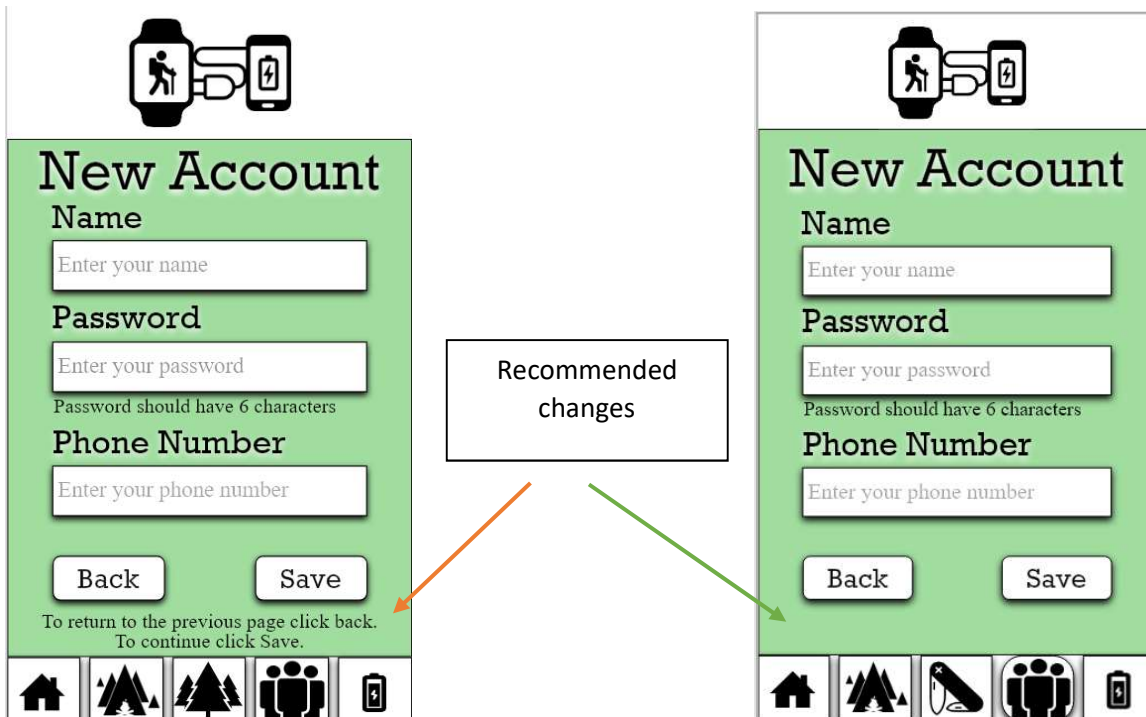 New Account
Name
Enter your name
Password
Enter your password
Password should have 6 characters
Phone Number
Enter your phone number
Back
Save
To return to the previous page click back.
To continue click Save.
Recommended
changes
New Account
Name
Enter your name
Password
Enter your password
Password should have 6 characters
Phone Number
Enter your phone number
Back
Save